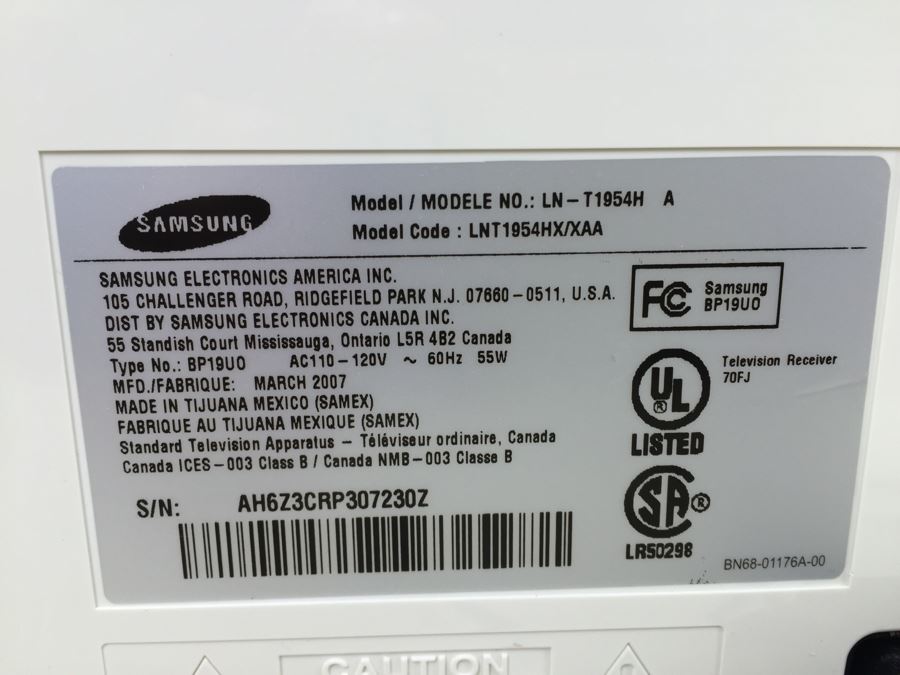 SAMSUNG
Model / MODELE NO.: LN-T1954H A
Model Code : LNT1954HX/XAA
SAMSUNG ELECTRONICS AMERICA INC.
105 CHALLENGER ROAD, RIDGEFIELD PARK N.J. 07660-0511, U.S.A.
DIST BY SAMSUNG ELECTRONICS CANADA INC.
55 Standish Court Mississauga, Ontario L5R 4B2 Canada
Type No.: BP19UO AC110-120V ~ 60Hz 55W
MFD./FABRIQUE: MARCH 2007
MADE IN TIJUANA MEXICO (SAMEX)
FABRIQUE AU TIJUANA MEXIQUE (SAMEX)
Standard Television Apparatus – Téléviseur ordinaire, Canada
Canada ICES-003 Class B / Canada NMB-003 Classe B
S/N: AH6Z3CRP307230Z
FC Samsung
BP19UO
UL ®
LISTED
Television Receiver
70FJ
SA ®
LR50298
BN68-01176A-00
CAUTION